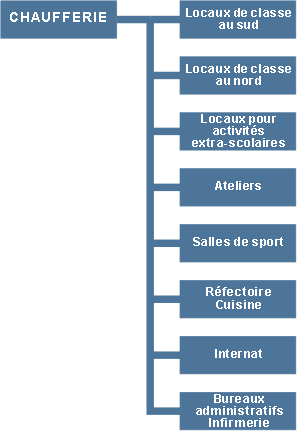 CHAUFFERIE
Locaux de classe
au sud
Locaux de classe
au nord
Locaux pour
activités
extra-scolaires
Ateliers
Salles de sport
Réfectoire
Cuisine
Internat
Bureaux
administratifs
Infirmerie